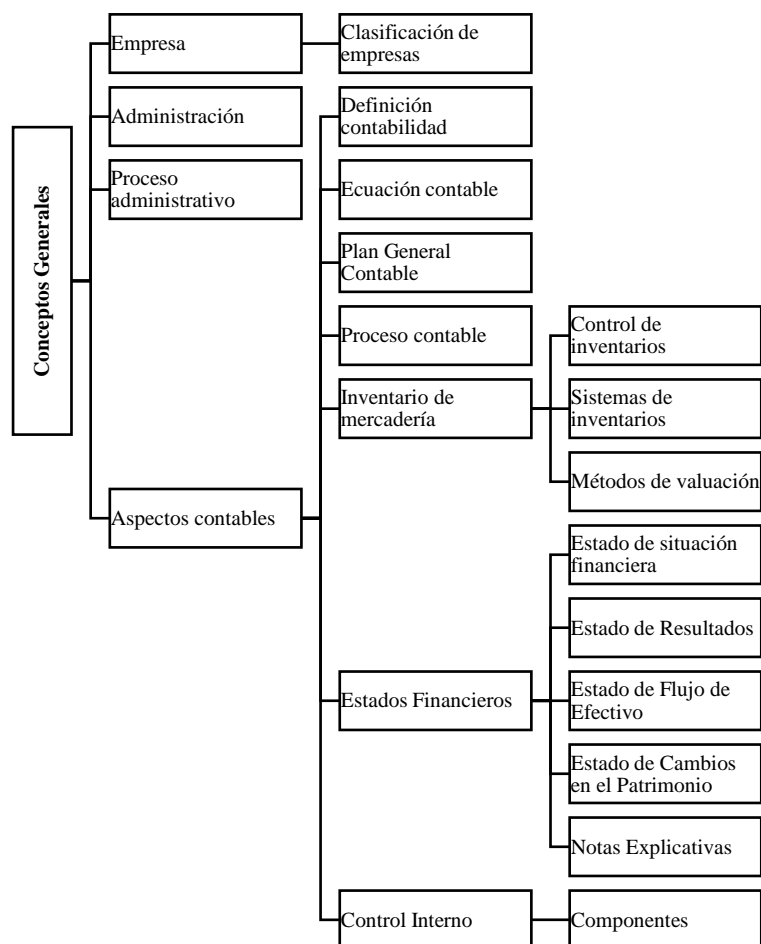 Conceptos Generales
Empresa
Clasificación de
empresas
Administración
Proceso
administrativo
Aspectos contables
Definición
contabilidad
Ecuación contable
Plan General
Contable
Proceso contable
Inventario de
mercadería
Control de
inventarios
Sistemas de
inventarios
Métodos de valuación
Estados Financieros
Estado de situación
financiera
Estado de Resultados
Estado de Flujo de
Efectivo
Estado de Cambios
en el Patrimonio
Notas Explicativas
Control Interno
Componentes